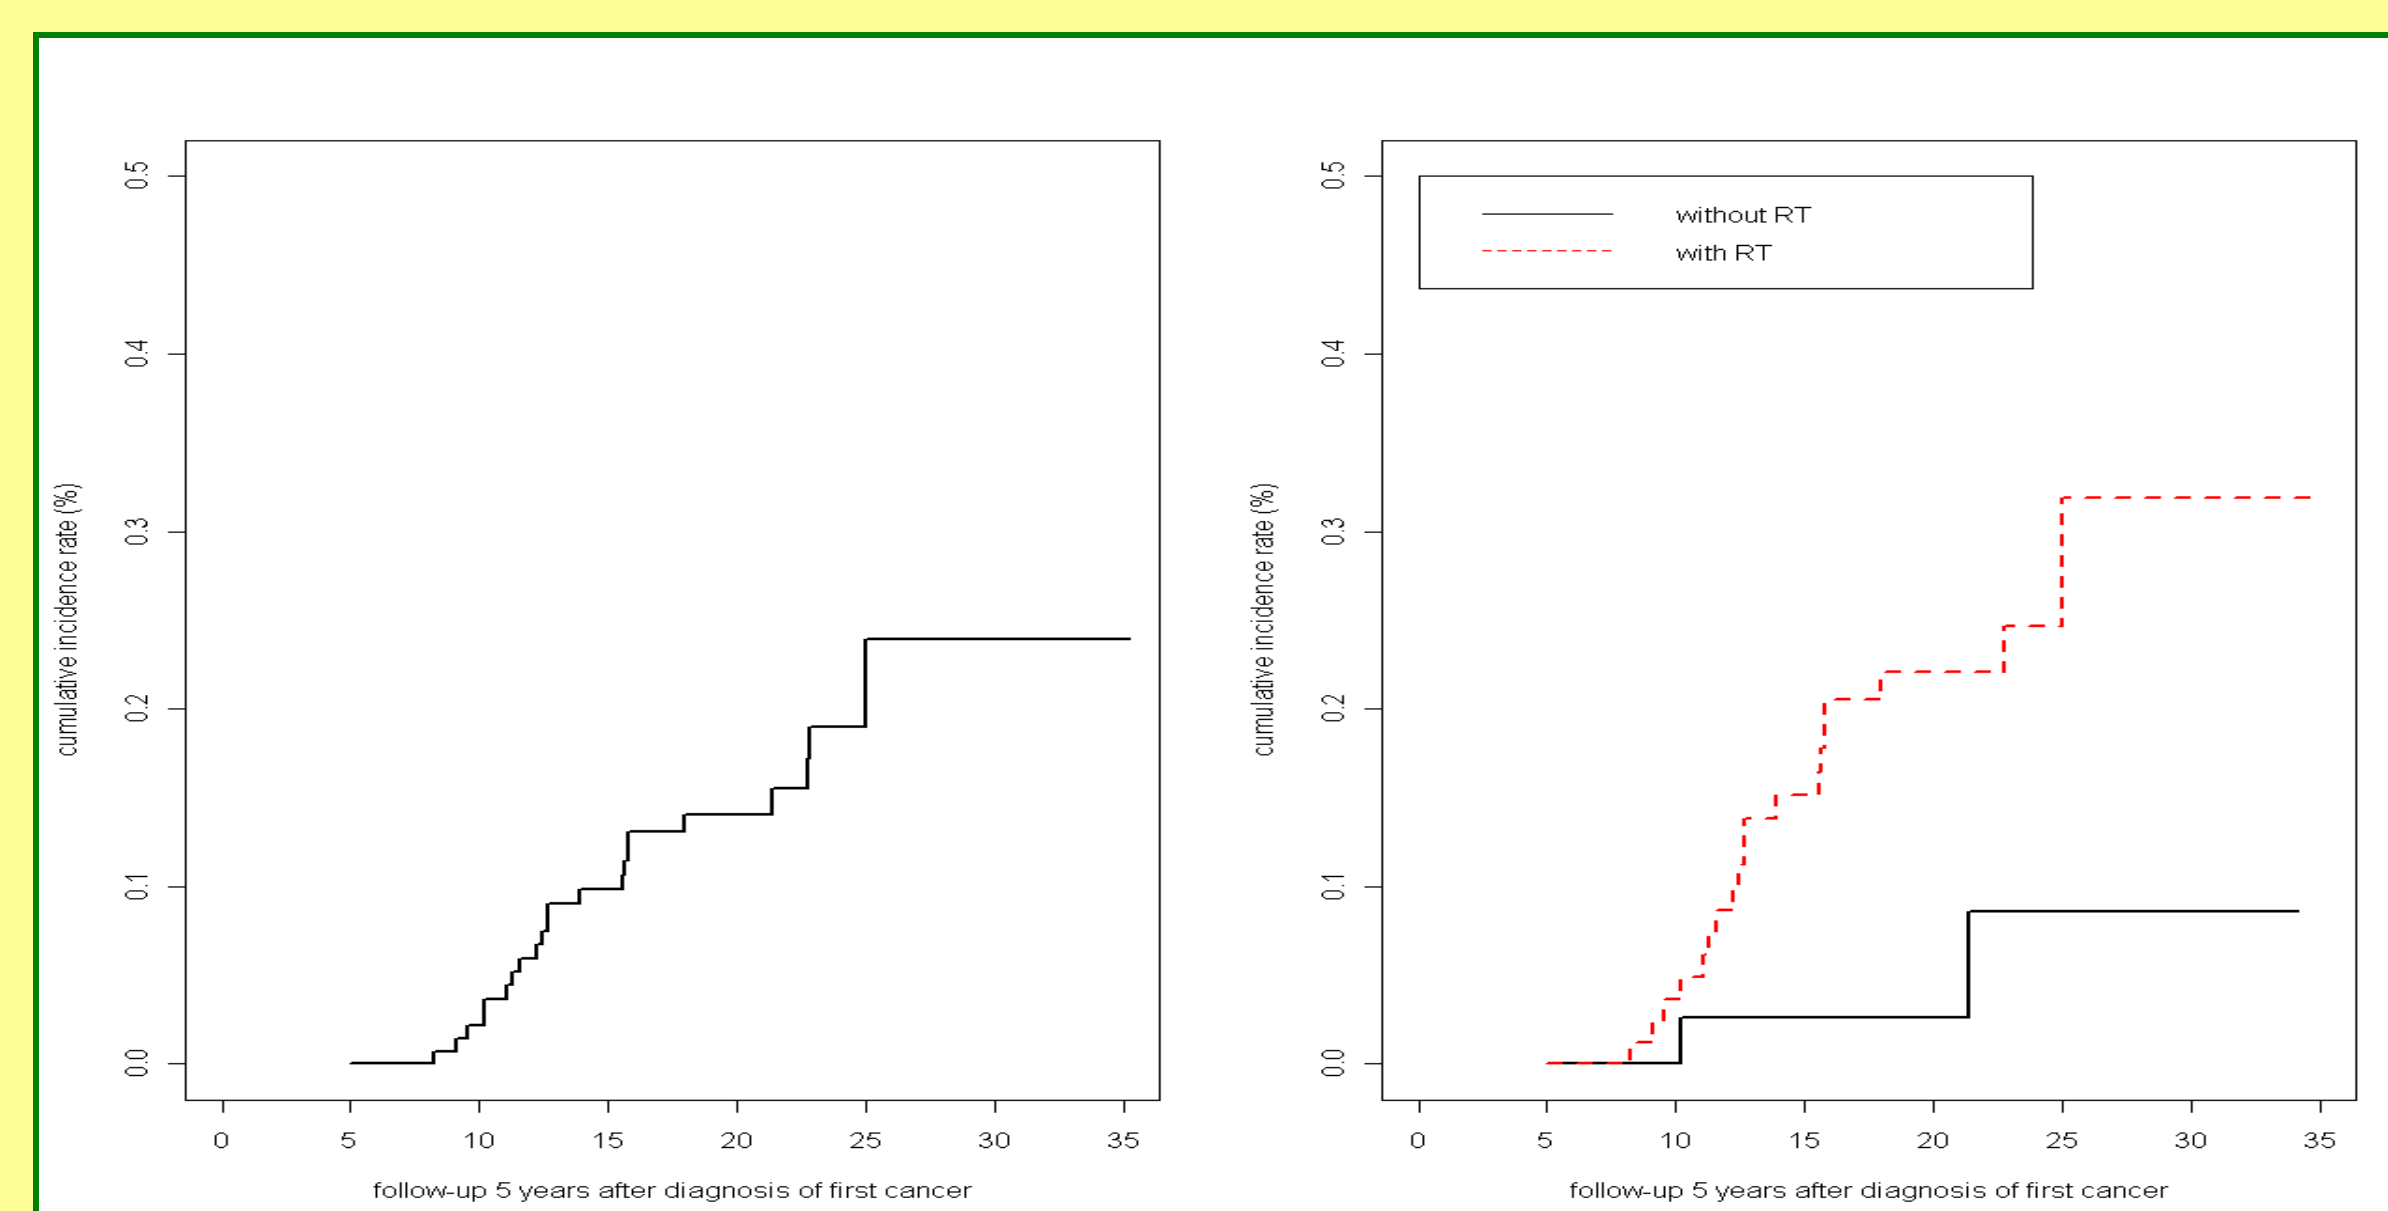 cumulative incidence rate (%)
0.5
0.4
0.3
0.2
0.1
0.0
0 5 10 15 20 25 30 35
follow-up 5 years after diagnosis of first cancer
cumulative incidence rate (%)
0.5
0.4
0.3
0.2
0.1
0.0
without RT
with RT
0 5 10 15 20 25 30 35
follow-up 5 years after diagnosis of first cancer